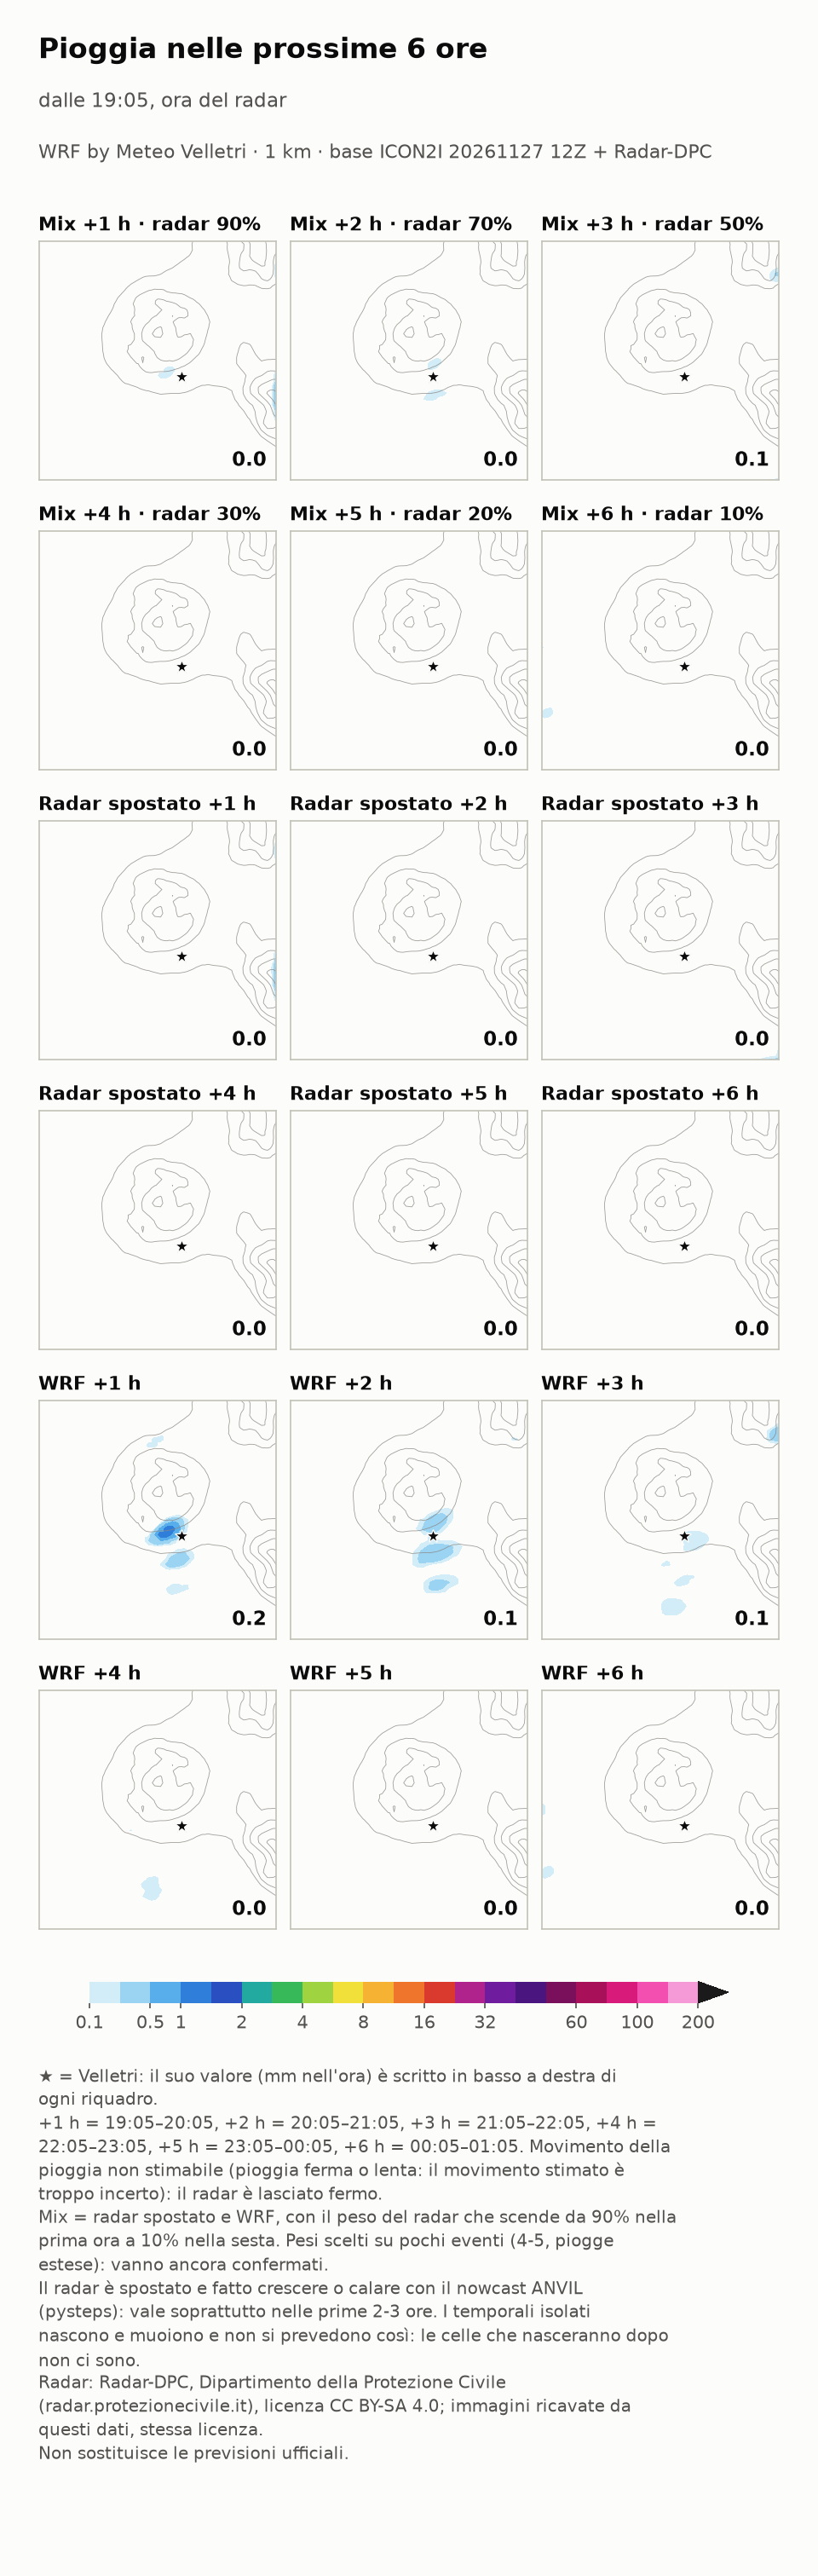 Pioggia nelle prossime 6 ore
dalle 19:05, ora del radar
WRF by Meteo Velletri · 1 km · base ICON2I 20261127 12Z + Radar-DPC
Mix +1 h · radar 90%
Mix +2 h · radar 70%
Mix +3 h · radar 50%
0.0
0.0
0.1
Mix +4 h · radar 30%
Mix +5 h · radar 20%
Mix +6 h · radar 10%
0.0
0.0
0.0
Radar spostato +1 h
Radar spostato +2 h
Radar spostato +3 h
0.0
0.0
0.0
Radar spostato +4 h
Radar spostato +5 h
Radar spostato +6 h
0.0
0.0
0.0
WRF +1 h
WRF +2 h
WRF +3 h
0.2
0.1
0.1
WRF +4 h
WRF +5 h
WRF +6 h
0.0
0.0
0.0
0.1 0.5 1 2 4 8 16 32 60 100 200
★ = Velletri: il suo valore (mm nell'ora) è scritto in basso a destra di
ogni riquadro.
+1 h = 19:05–20:05, +2 h = 20:05–21:05, +3 h = 21:05–22:05, +4 h =
22:05–23:05, +5 h = 23:05–00:05, +6 h = 00:05–01:05. Movimento della
pioggia non stimabile (pioggia ferma o lenta: il movimento stimato è
troppo incerto): il radar è lasciato fermo.
Mix = radar spostato e WRF, con il peso del radar che scende da 90% nella
prima ora a 10% nella sesta. Pesi scelti su pochi eventi (4-5, piogge
estese): vanno ancora confermati.
Il radar è spostato e fatto crescere o calare con il nowcast ANVIL
(pysteps): vale soprattutto nelle prime 2-3 ore. I temporali isolati
nascono e muoiono e non si prevedono così: le celle che nasceranno dopo
non ci sono.
Radar: Radar-DPC, Dipartimento della Protezione Civile
(radar.protezionecivile.it), licenza CC BY-SA 4.0; immagini ricavate da
questi dati, stessa licenza.
Non sostituisce le previsioni ufficiali.